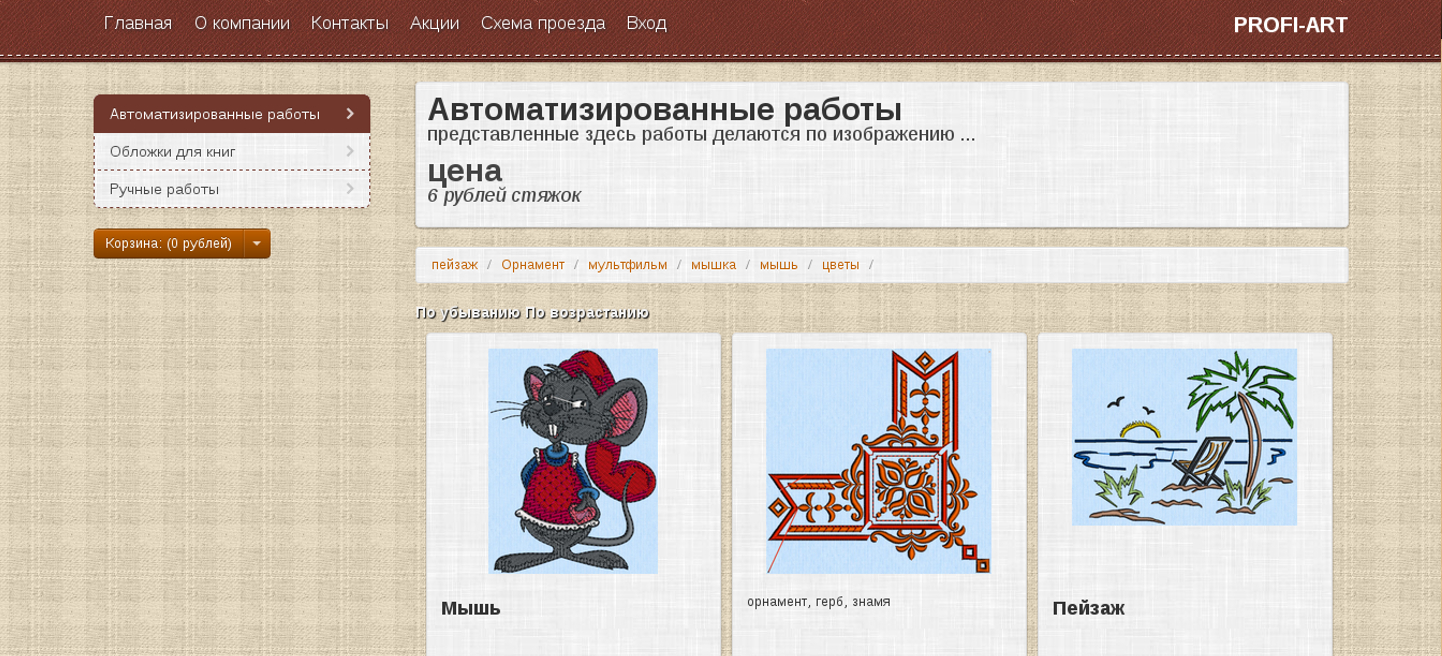 Главная О компании Контакты Акции Схема проезда Вход PROFI-ART
Автоматизированные работы
Обложки для книг
Ручные работы
Корзина: (0 рублей)
Автоматизированные работы
представленные здесь работы делаются по изображению ...
цена
6 рублей стяжок
пейзаж / Орнамент / мультфильм / мышка / мышь / цветы /
По убыванию По возрастанию
Мышь
орнамент, герб, знамя
Пейзаж